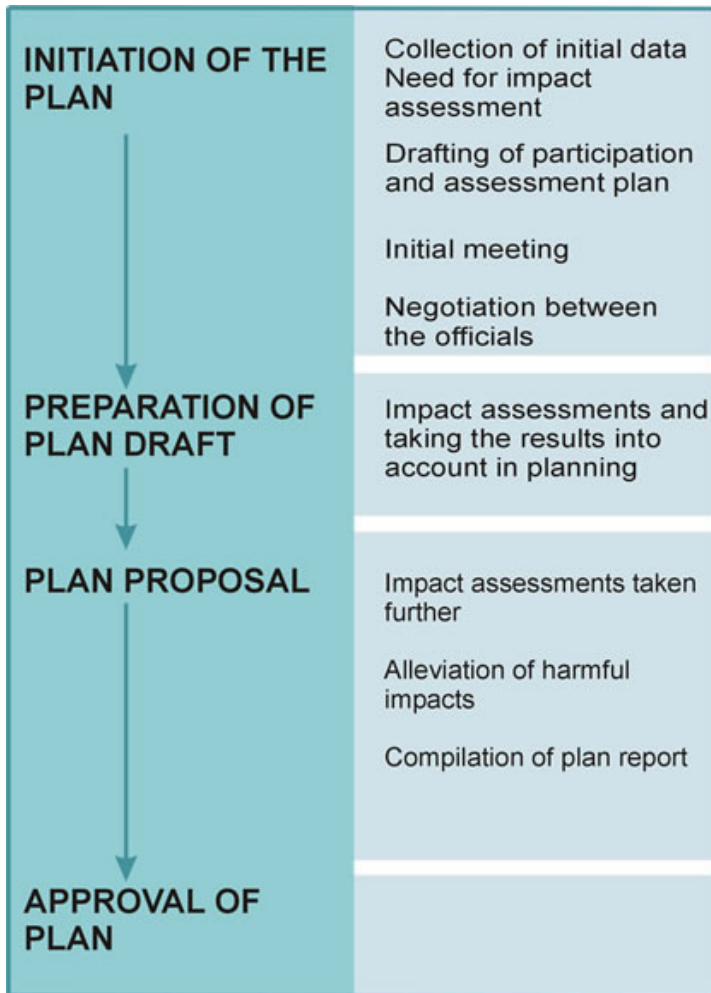 INITIATION OF THE
PLAN
Collection of initial data
Need for impact
assessment
Drafting of participation
and assessment plan
Initial meeting
Negotiation between
the officials
PREPARATION OF
PLAN DRAFT
Impact assessments and
taking the results into
account in planning
PLAN PROPOSAL
Impact assessments taken
further
Alleviation of harmful
impacts
Compilation of plan report
APPROVAL OF
PLAN